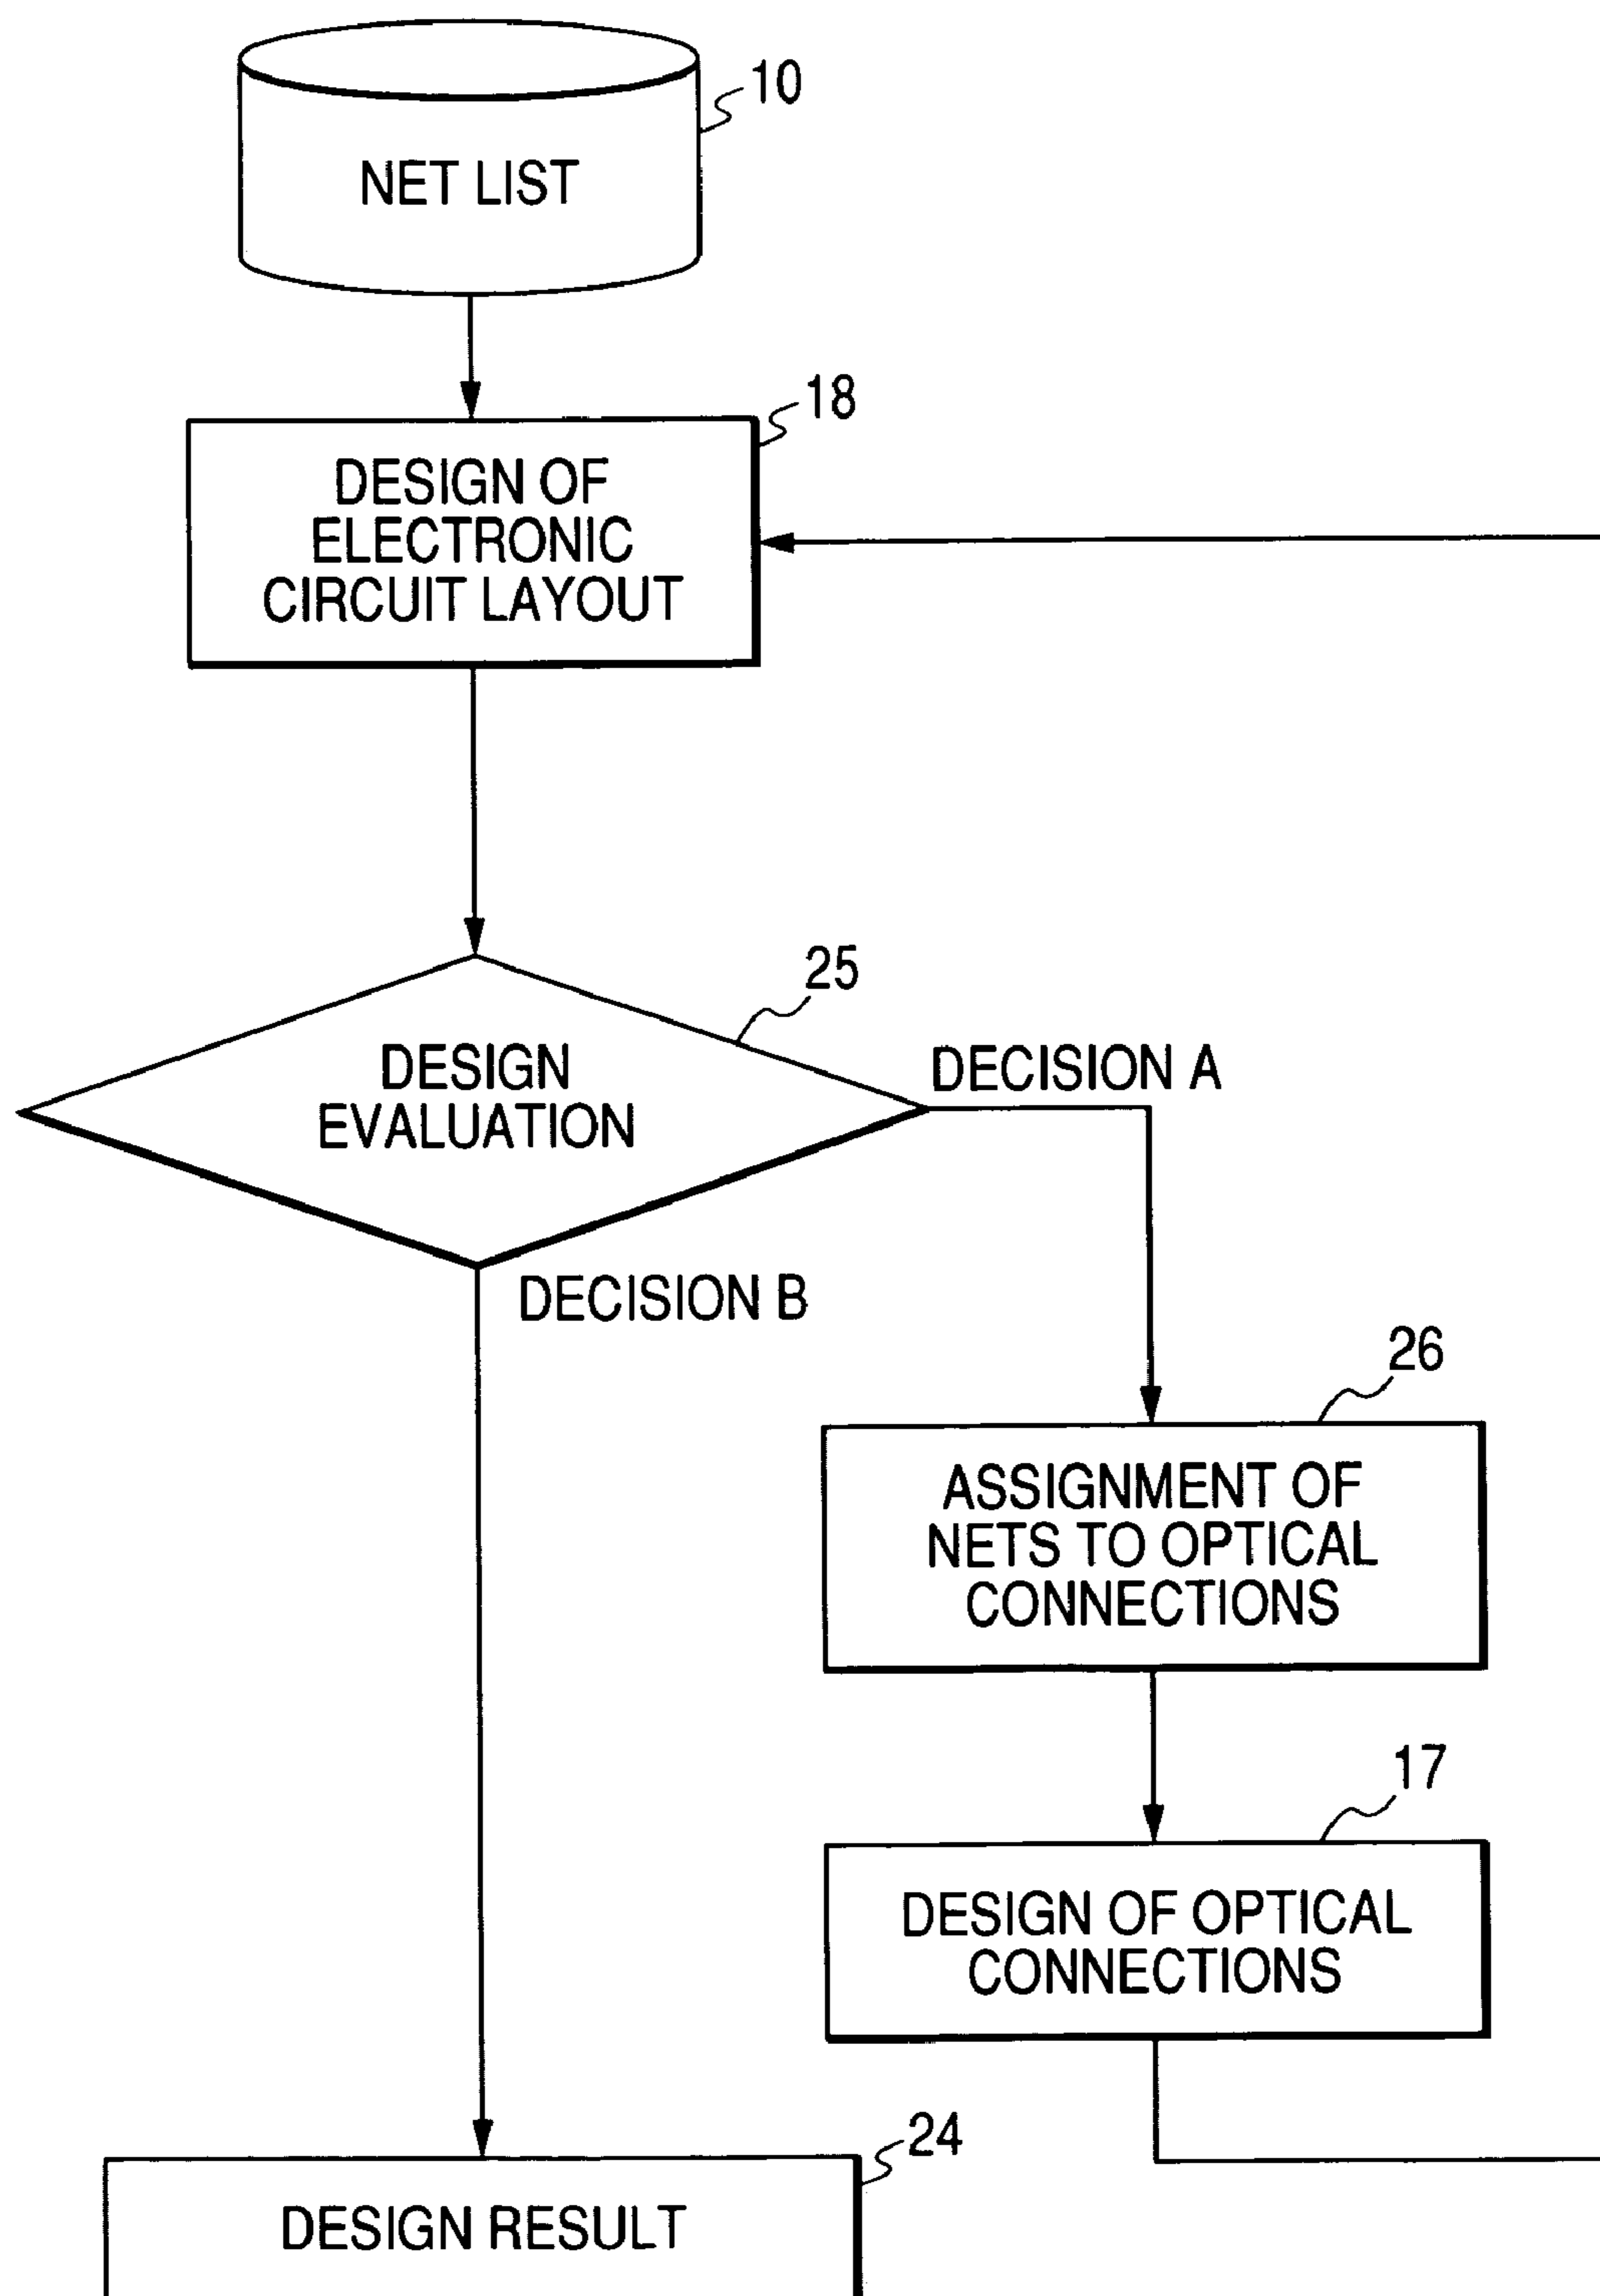 10
NET LIST
18
DESIGN OF
ELECTRONIC
CIRCUIT LAYOUT
25
DESIGN
EVALUATION
DECISION A
DECISION B
26
ASSIGNMENT OF
NETS TO OPTICAL
CONNECTIONS
17
DESIGN OF OPTICAL
CONNECTIONS
24
DESIGN RESULT